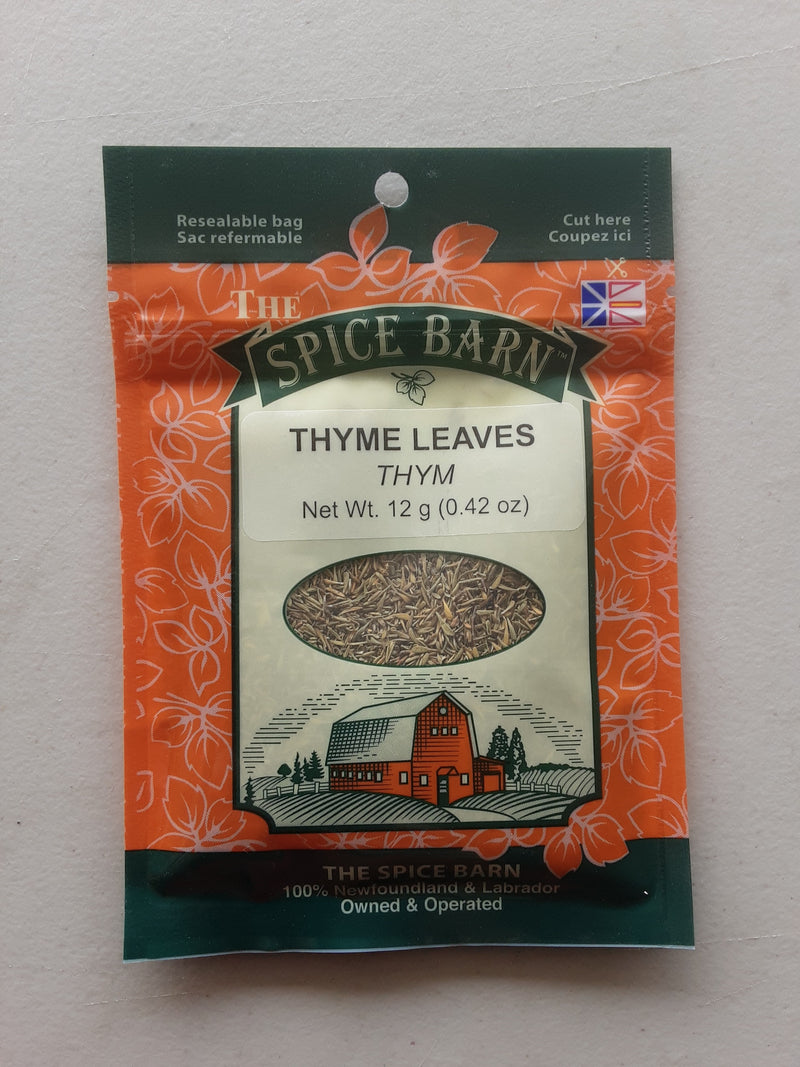 Resealable bag
Sac refermable
Cut here
Coupez ici
THE
SPICE BARN™
THYME LEAVES
THYM
Net Wt. 12 g (0.42 oz)
THE SPICE BARN
100% Newfoundland & Labrador
Owned & Operated